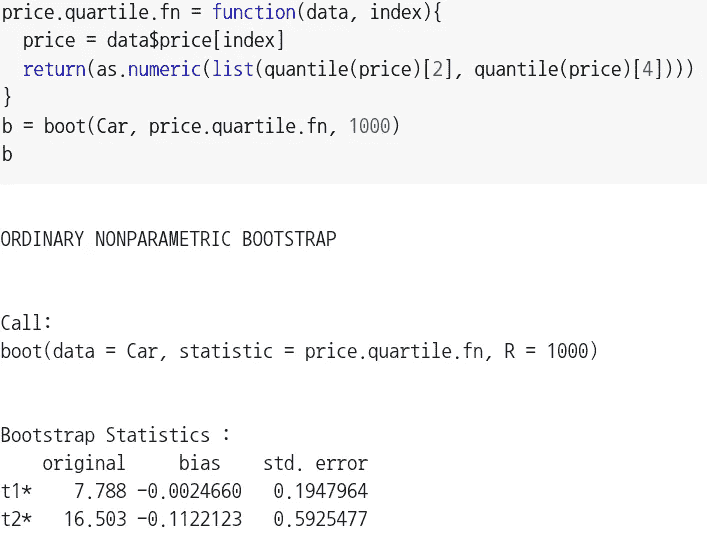 price.quartile.fn = function(data, index){
  price = data$price[index]
  return(as.numeric(list(quantile(price)[2], quantile(price)[4])))
}
b = boot(Car, price.quartile.fn, 1000)
b
ORDINARY NONPARAMETRIC BOOTSTRAP
Call:
boot(data = Car, statistic = price.quartile.fn, R = 1000)
Bootstrap Statistics :
    original     bias    std. error
t1*    7.788 -0.0024660   0.1947964
t2*   16.503 -0.1122123   0.5925477